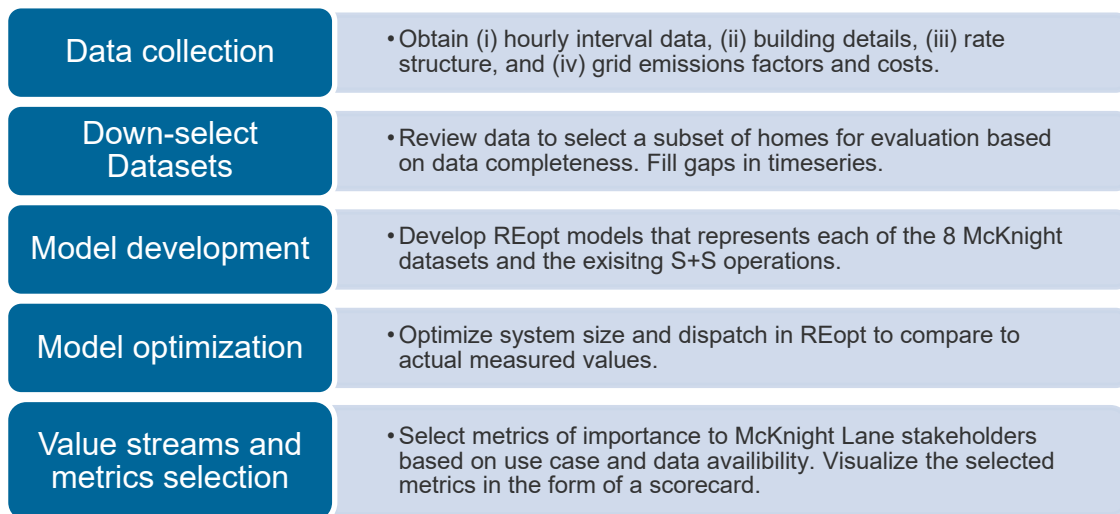 Data collection
•Obtain (i) hourly interval data, (ii) building details, (iii) rate
structure, and (iv) grid emissions factors and costs.
Down-select
Datasets
•Review data to select a subset of homes for evaluation based
on data completeness. Fill gaps in timeseries.
Model development
•Develop REopt models that represents each of the 8 McKnight
datasets and the exisitng S+S operations.
Model optimization
•Optimize system size and dispatch in REopt to compare to
actual measured values.
Value streams and
metrics selection
•Select metrics of importance to McKnight Lane stakeholders
based on use case and data availibility. Visualize the selected
metrics in the form of a scorecard.